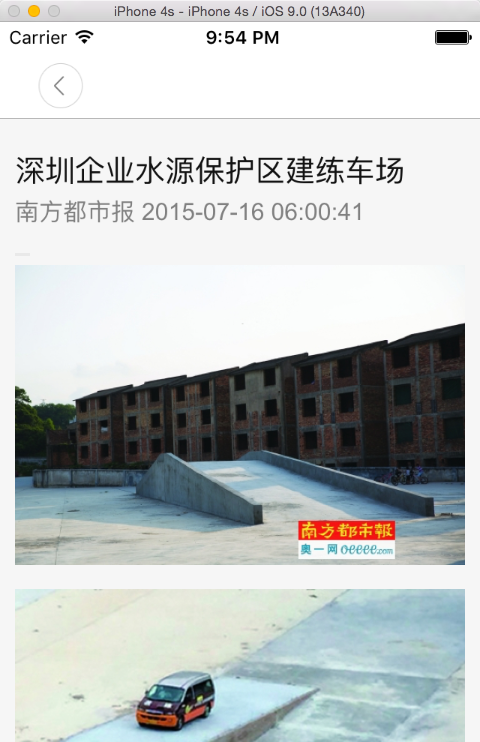 iPhone 4s - iPhone 4s / iOS 9.0 (13A340)
Carrier 9:54 PM
深圳企业水源保护区建练车场
南方都市报 2015-07-16 06:00:41
南方都市報
奥一网 oeeee.com